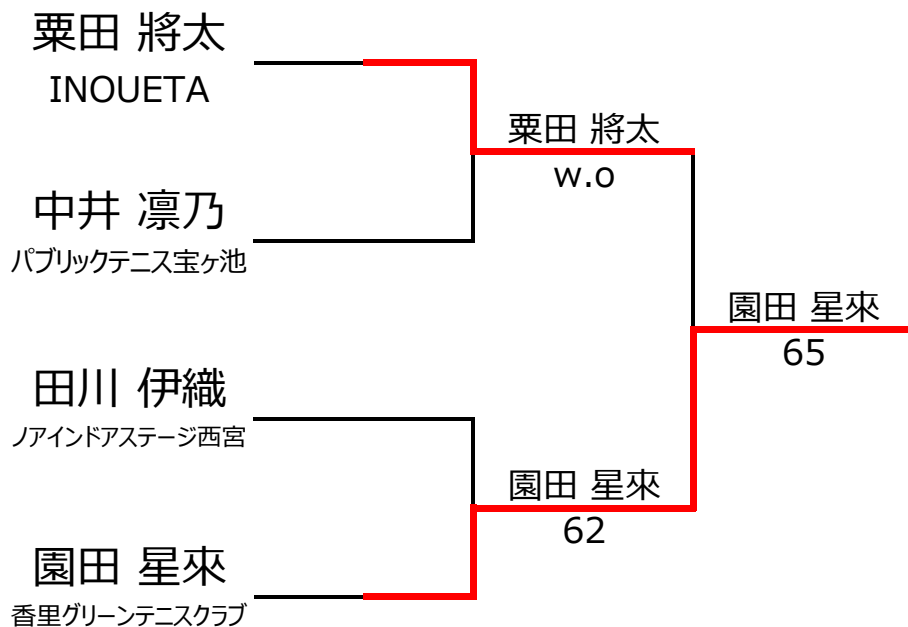 粟田 將太
INOUETA
粟田 將太
w.o
中井 凛乃
パブリックテニス宝ヶ池
園田 星來
65
田川 伊織
ノアインドアステージ西宮
園田 星來
62
園田 星來
香里グリーンテニスクラブ